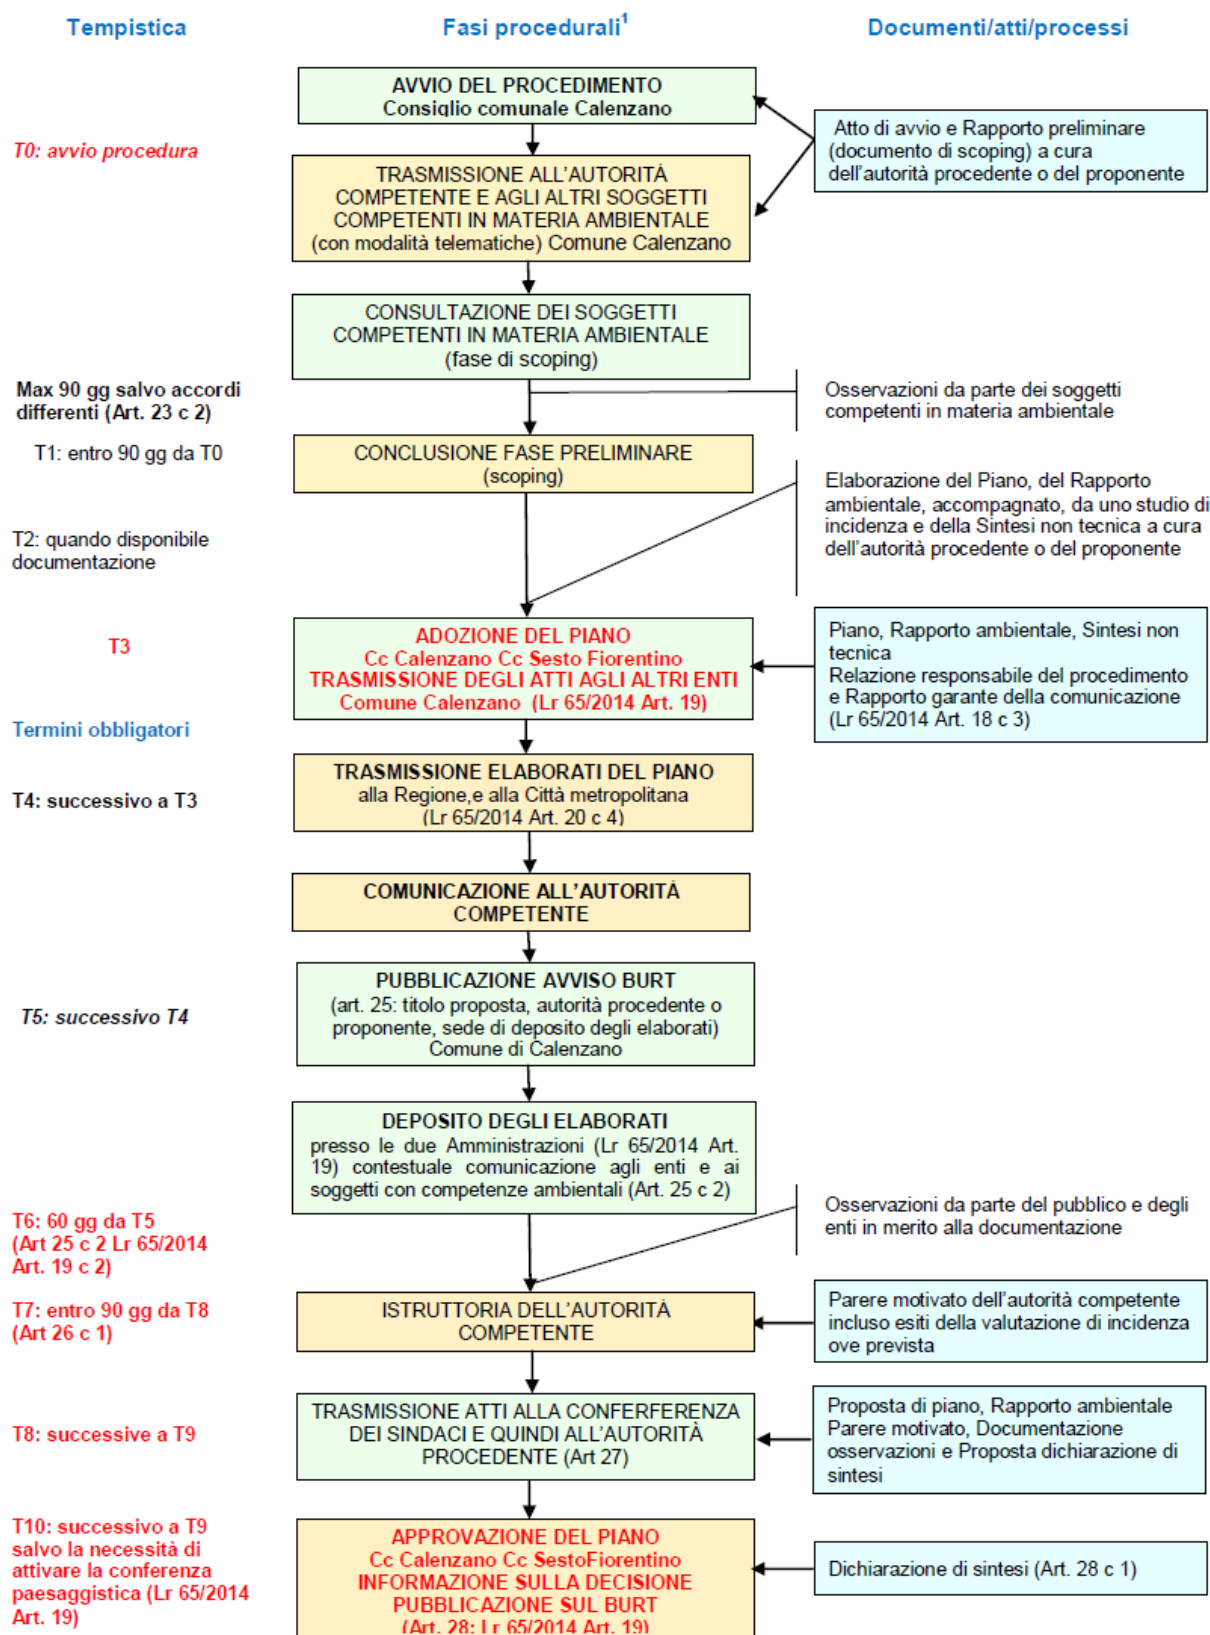 Tempistica
Fasi procedurali1
Documenti/atti/processi
AVVIO DEL PROCEDIMENTO
Consiglio comunale Calenzano
T0: avvio procedura
Atto di avvio e Rapporto preliminare
(documento di scoping) a cura
dell'autorità procedente o del proponente
TRASMISSIONE ALL'AUTORITÀ
COMPETENTE E AGLI ALTRI SOGGETTI
COMPETENTI IN MATERIA AMBIENTALE
(con modalità telematiche) Comune Calenzano
CONSULTAZIONE DEI SOGGETTI
COMPETENTI IN MATERIA AMBIENTALE
(fase di scoping)
Max 90 gg salvo accordi
differenti (Art. 23 c 2)
Osservazioni da parte dei soggetti
competenti in materia ambientale
T1: entro 90 gg da T0
CONCLUSIONE FASE PRELIMINARE
(scoping)
Elaborazione del Piano, del Rapporto
ambientale, accompagnato, da uno studio di
incidenza e della Sintesi non tecnica a cura
dell'autorità procedente o del proponente
T2: quando disponibile
documentazione
T3
ADOZIONE DEL PIANO
Cc Calenzano Cc Sesto Fiorentino
TRASMISSIONE DEGLI ATTI AGLI ALTRI ENTI
Comune Calenzano (Lr 65/2014 Art. 19)
Piano, Rapporto ambientale, Sintesi non
tecnica
Relazione responsabile del procedimento
e Rapporto garante della comunicazione
(Lr 65/2014 Art. 18 c 3)
Termini obbligatori
T4: successivo a T3
TRASMISSIONE ELABORATI DEL PIANO
alla Regione,e alla Città metropolitana
(Lr 65/2014 Art. 20 c 4)
COMUNICAZIONE ALL'AUTORITÀ
COMPETENTE
T5: successivo T4
PUBBLICAZIONE AVVISO BURT
(art. 25: titolo proposta, autorità procedente o
proponente, sede di deposito degli elaborati)
Comune di Calenzano
DEPOSITO DEGLI ELABORATI
presso le due Amministrazioni (Lr 65/2014 Art.
19) contestuale comunicazione agli enti e ai
soggetti con competenze ambientali (Art. 25 c 2)
Osservazioni da parte del pubblico e degli
enti in merito alla documentazione
T6: 60 gg da T5
(Art 25 c 2 Lr 65/2014
Art. 19 c 2)
T7: entro 90 gg da T8
(Art 26 c 1)
ISTRUTTORIA DELL'AUTORITÀ
COMPETENTE
Parere motivato dell'autorità competente
incluso esiti della valutazione di incidenza
ove prevista
T8: successive a T9
TRASMISSIONE ATTI ALLA CONFERFERENZA
DEI SINDACI E QUINDI ALL'AUTORITÀ
PROCEDENTE (Art 27)
Proposta di piano, Rapporto ambientale
Parere motivato, Documentazione
osservazioni e Proposta dichiarazione di
sintesi
T10: successivo a T9
salvo la necessità di
attivare la conferenza
paesaggistica (Lr 65/2014
Art. 19)
APPROVAZIONE DEL PIANO
Cc Calenzano Cc SestoFiorentino
INFORMAZIONE SULLA DECISIONE
PUBBLICAZIONE SUL BURT
(Art. 28; Lr 65/2014 Art. 19)
Dichiarazione di sintesi (Art. 28 c 1)